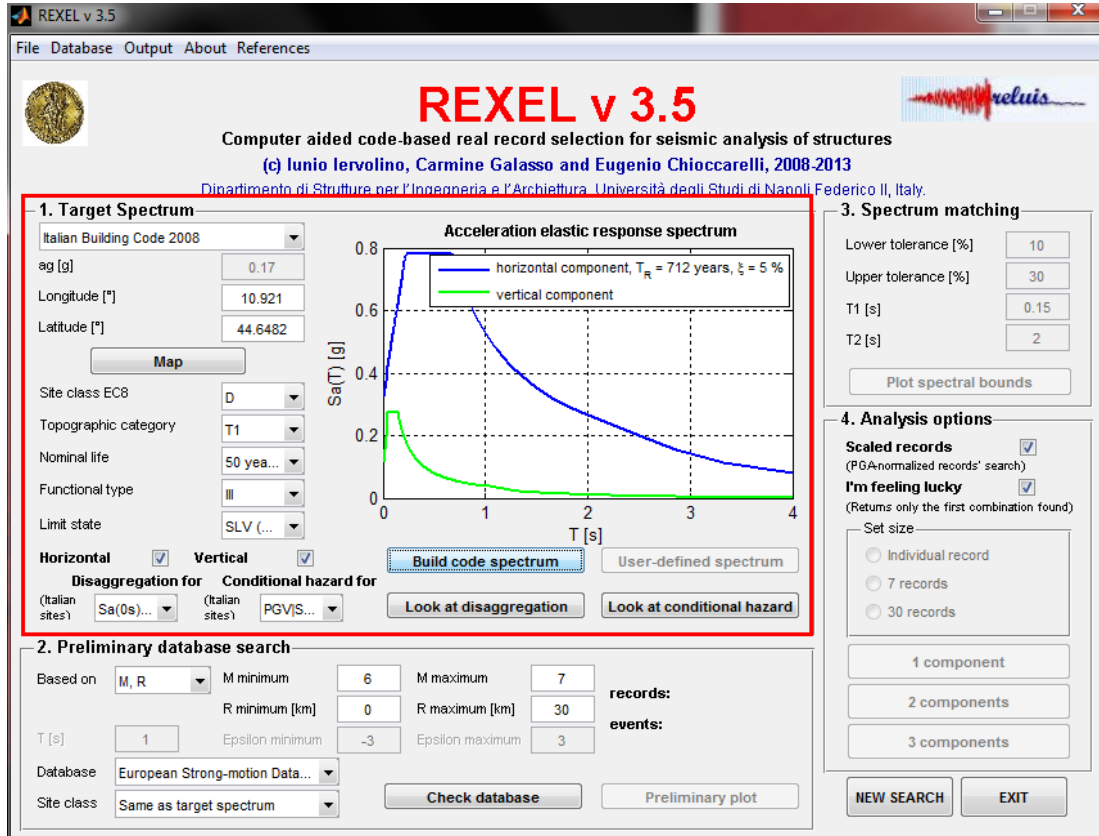 REXEL v 3.5
File Database Output About References
REXEL v 3.5
reluis
Computer aided code-based real record selection for seismic analysis of structures
(c) Iunio Iervolino, Carmine Galasso and Eugenio Chioccarelli, 2008-2013
Dipartimento di Strutture per l'Ingegneria e l'Archiettura. Università degli Studi di Napoli Federico II, Italy.
1. Target Spectrum
Italian Building Code 2008
ag [g] 0.17
Longitude [°] 10.921
Latitude [°] 44.6482
Map
Site class EC8 D
Topographic category T1
Nominal life 50 yea...
Functional type III
Limit state SLV (...
Horizontal Vertical
Disaggregation for Conditional hazard for
(Italian sites) Sa(0s)... (Italian sites) PGV|S...
Acceleration elastic response spectrum
horizontal component, T_R = 712 years, ξ = 5 %
vertical component
Sa(T) [g]
0.8
0.6
0.4
0.2
0
0 1 2 3 4
T [s]
Build code spectrum User-defined spectrum
Look at disaggregation Look at conditional hazard
2. Preliminary database search
Based on M, R M minimum 6 M maximum 7
R minimum [km] 0 R maximum [km] 30
records:
events:
T [s] 1 Epsilon minimum -3 Epsilon maximum 3
Database European Strong-motion Data...
Site class Same as target spectrum
Check database Preliminary plot
3. Spectrum matching
Lower tolerance [%] 10
Upper tolerance [%] 30
T1 [s] 0.15
T2 [s] 2
Plot spectral bounds
4. Analysis options
Scaled records
(PGA-normalized records' search)
I'm feeling lucky
(Returns only the first combination found)
Set size
Individual record
7 records
30 records
1 component
2 components
3 components
NEW SEARCH EXIT